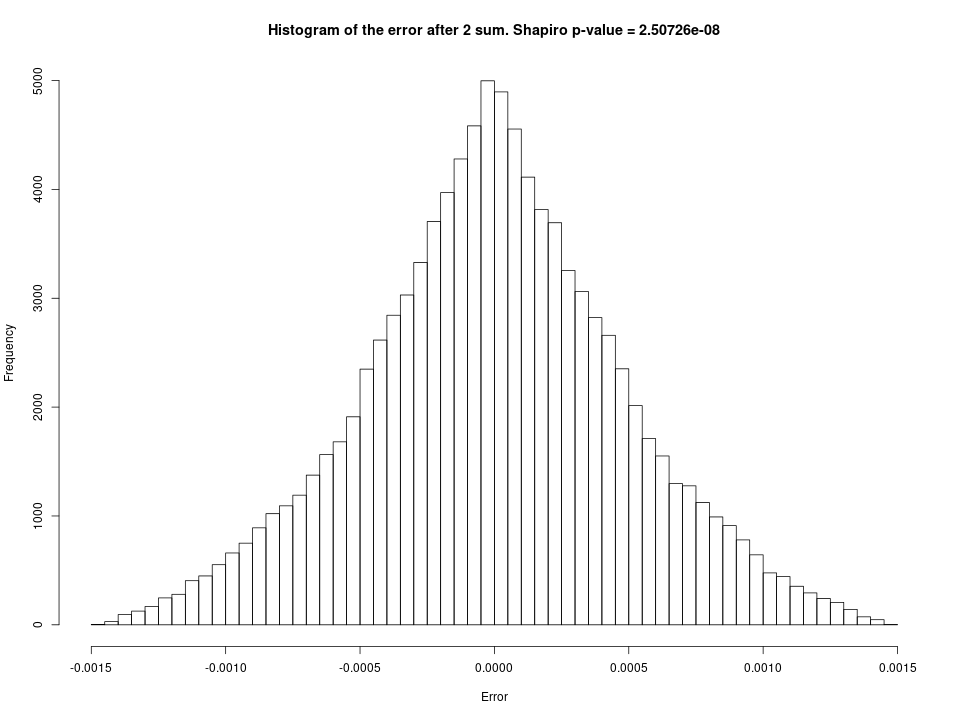 Histogram of the error after 2 sum. Shapiro p-value = 2.50726e-08
Frequency
5000
4000
3000
2000
1000
0
-0.0015 -0.0010 -0.0005 0.0000 0.0005 0.0010 0.0015
Error